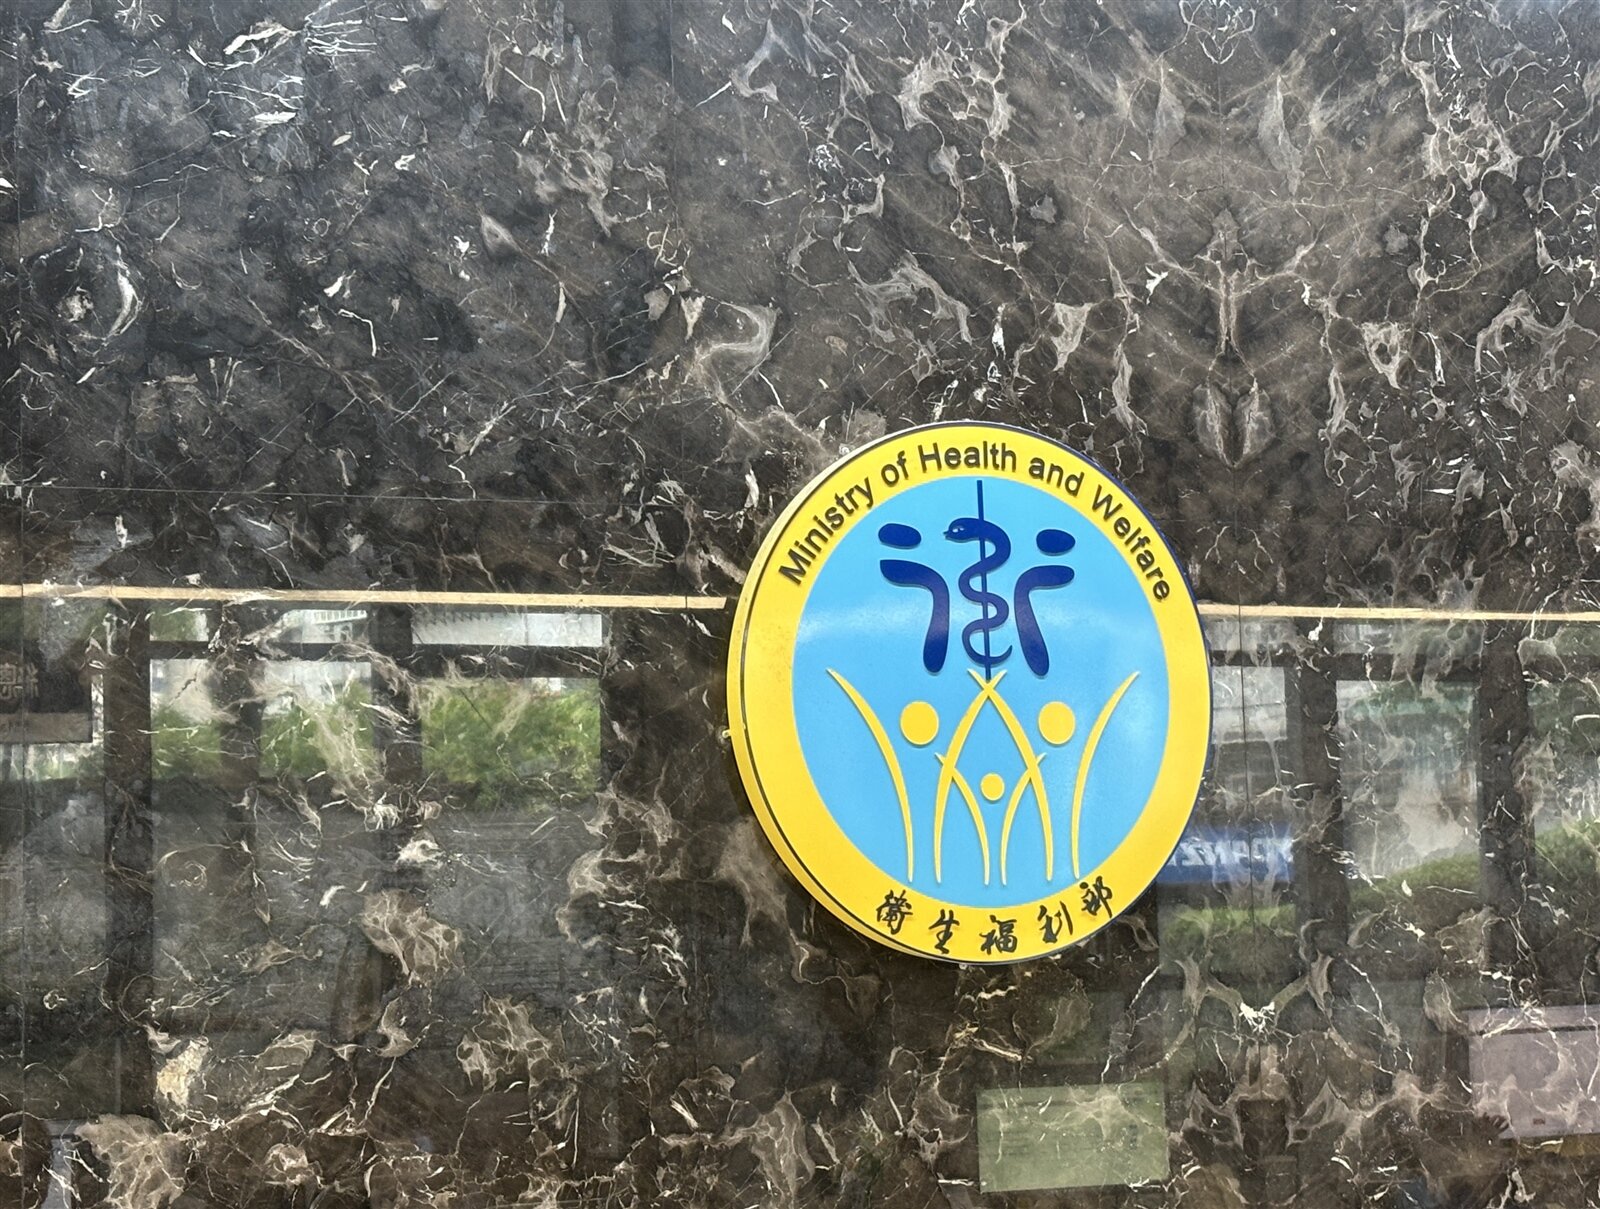 Ministry of Health and Welfare
衛生福利部